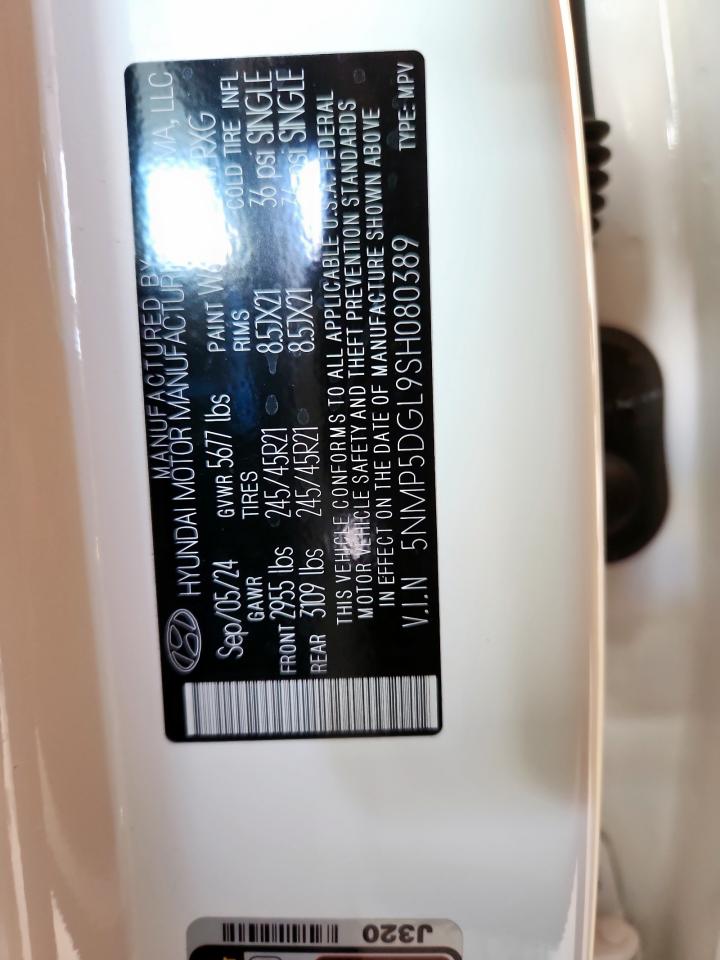 MANUFACTURED BY
HYUNDAI MOTOR MANUFACTURI MA, LLC
Sep/05/24 GVWR 5677 lbs PAINT RXG
GAWR TIRES RIMS COLD TIRE INFL
FRONT 2955 lbs 245/45R21 8.5JX21 36 psi SINGLE
REAR 3109 lbs 245/45R21 8.5JX21 psi SINGLE
THIS VEHICLE CONFORMS TO ALL APPLICABLE U.S.A. FEDERAL
MOTOR VEHICLE SAFETY AND THEFT PREVENTION STANDARDS
IN EFFECT ON THE DATE OF MANUFACTURE SHOWN ABOVE
V.I.N 5NMP5DGL9SH080389 TYPE: MPV
J320